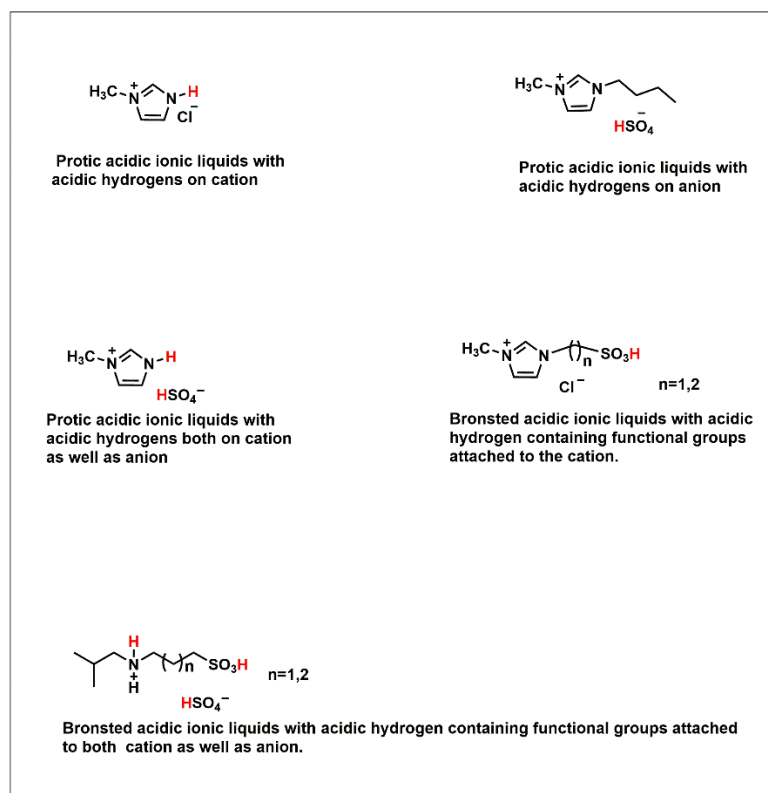 H₃C N + N H
Cl⁻
Protic acidic ionic liquids with
acidic hydrogens on cation
H₃C N + N
HSO₄⁻
Protic acidic ionic liquids with
acidic hydrogens on anion
H₃C N + N H
HSO₄⁻
Protic acidic ionic liquids with
acidic hydrogens both on cation
as well as anion
H₃C N + N ( )n SO₃H
Cl⁻ n=1,2
Bronsted acidic ionic liquids with acidic
hydrogen containing functional groups
attached to the cation.
H
N ( )n SO₃H n=1,2
+
H
HSO₄⁻
Bronsted acidic ionic liquids with acidic hydrogen containing functional groups attached
to both cation as well as anion.